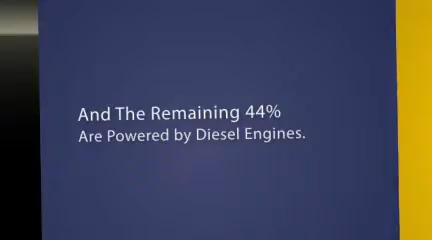 And The Remaining 44%
Are Powered by Diesel Engines.